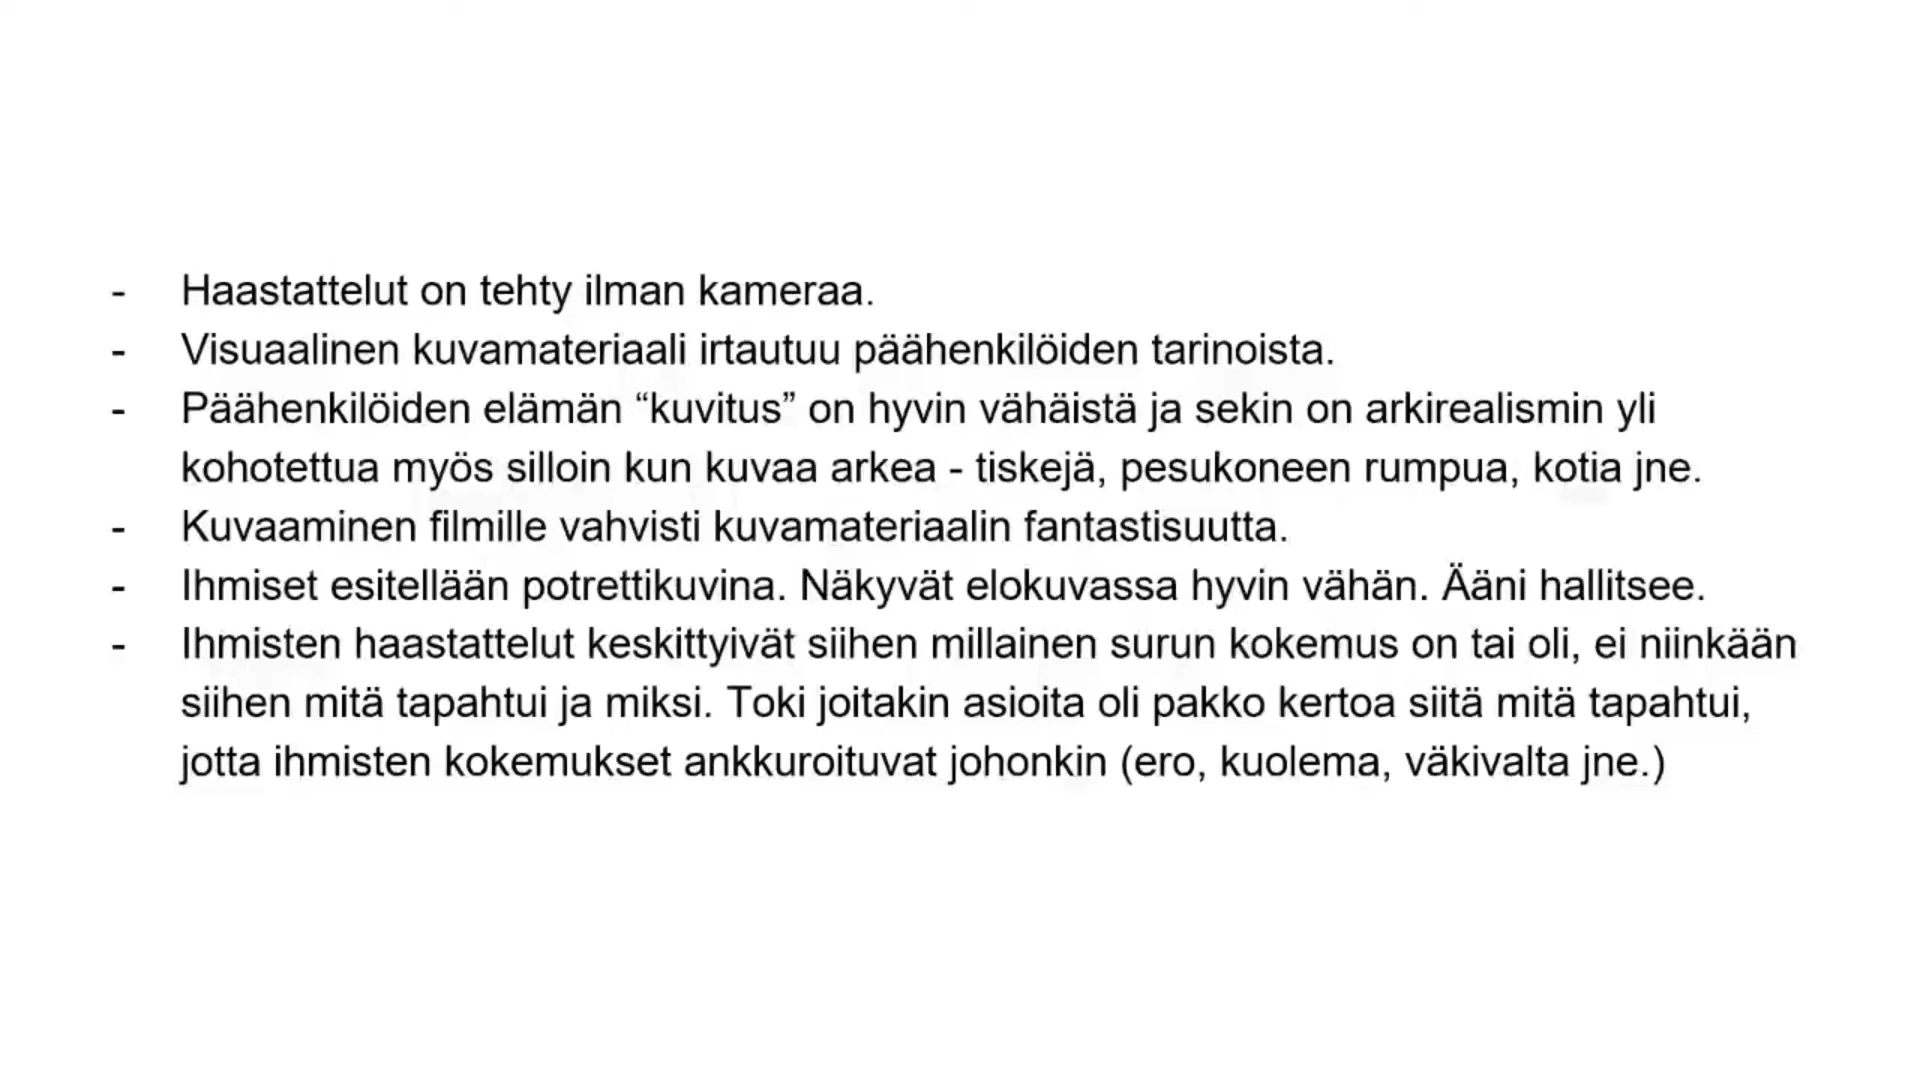 - Haastattelut on tehty ilman kameraa.
- Visuaalinen kuvamateriaali irtautuu päähenkilöiden tarinoista.
- Päähenkilöiden elämän “kuvitus” on hyvin vähäistä ja sekin on arkirealismin yli
kohotettua myös silloin kun kuvaa arkea - tiskejä, pesukoneen rumpua, kotia jne.
- Kuvaaminen filmille vahvisti kuvamateriaalin fantastisuutta.
- Ihmiset esitellään potrettikuvina. Näkyvät elokuvassa hyvin vähän. Ääni hallitsee.
- Ihmisten haastattelut keskittyivät siihen millainen surun kokemus on tai oli, ei niinkään
siihen mitä tapahtui ja miksi. Toki joitakin asioita oli pakko kertoa siitä mitä tapahtui,
jotta ihmisten kokemukset ankkuroituvat johonkin (ero, kuolema, väkivalta jne.)